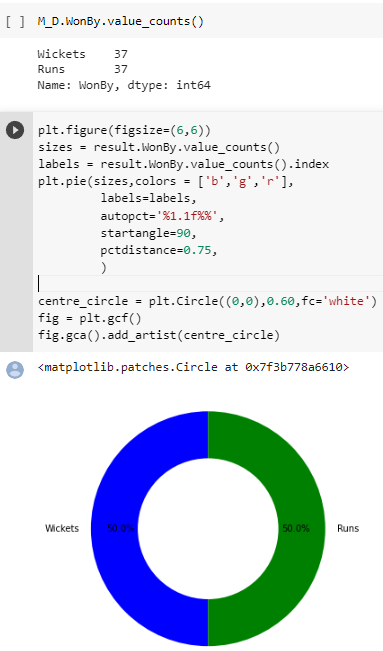 [ ] M_D.WonBy.value_counts()
Wickets    37
Runs       37
Name: WonBy, dtype: int64
plt.figure(figsize=(6,6))
sizes = result.WonBy.value_counts()
labels = result.WonBy.value_counts().index
plt.pie(sizes,colors = ['b','g','r'],
        labels=labels,
        autopct='%1.1f%%',
        startangle=90,
        pctdistance=0.75,
        )
centre_circle = plt.Circle((0,0),0.60,fc='white')
fig = plt.gcf()
fig.gca().add_artist(centre_circle)
<matplotlib.patches.Circle at 0x7f3b778a6610>
Wickets 50.0% 50.0% Runs